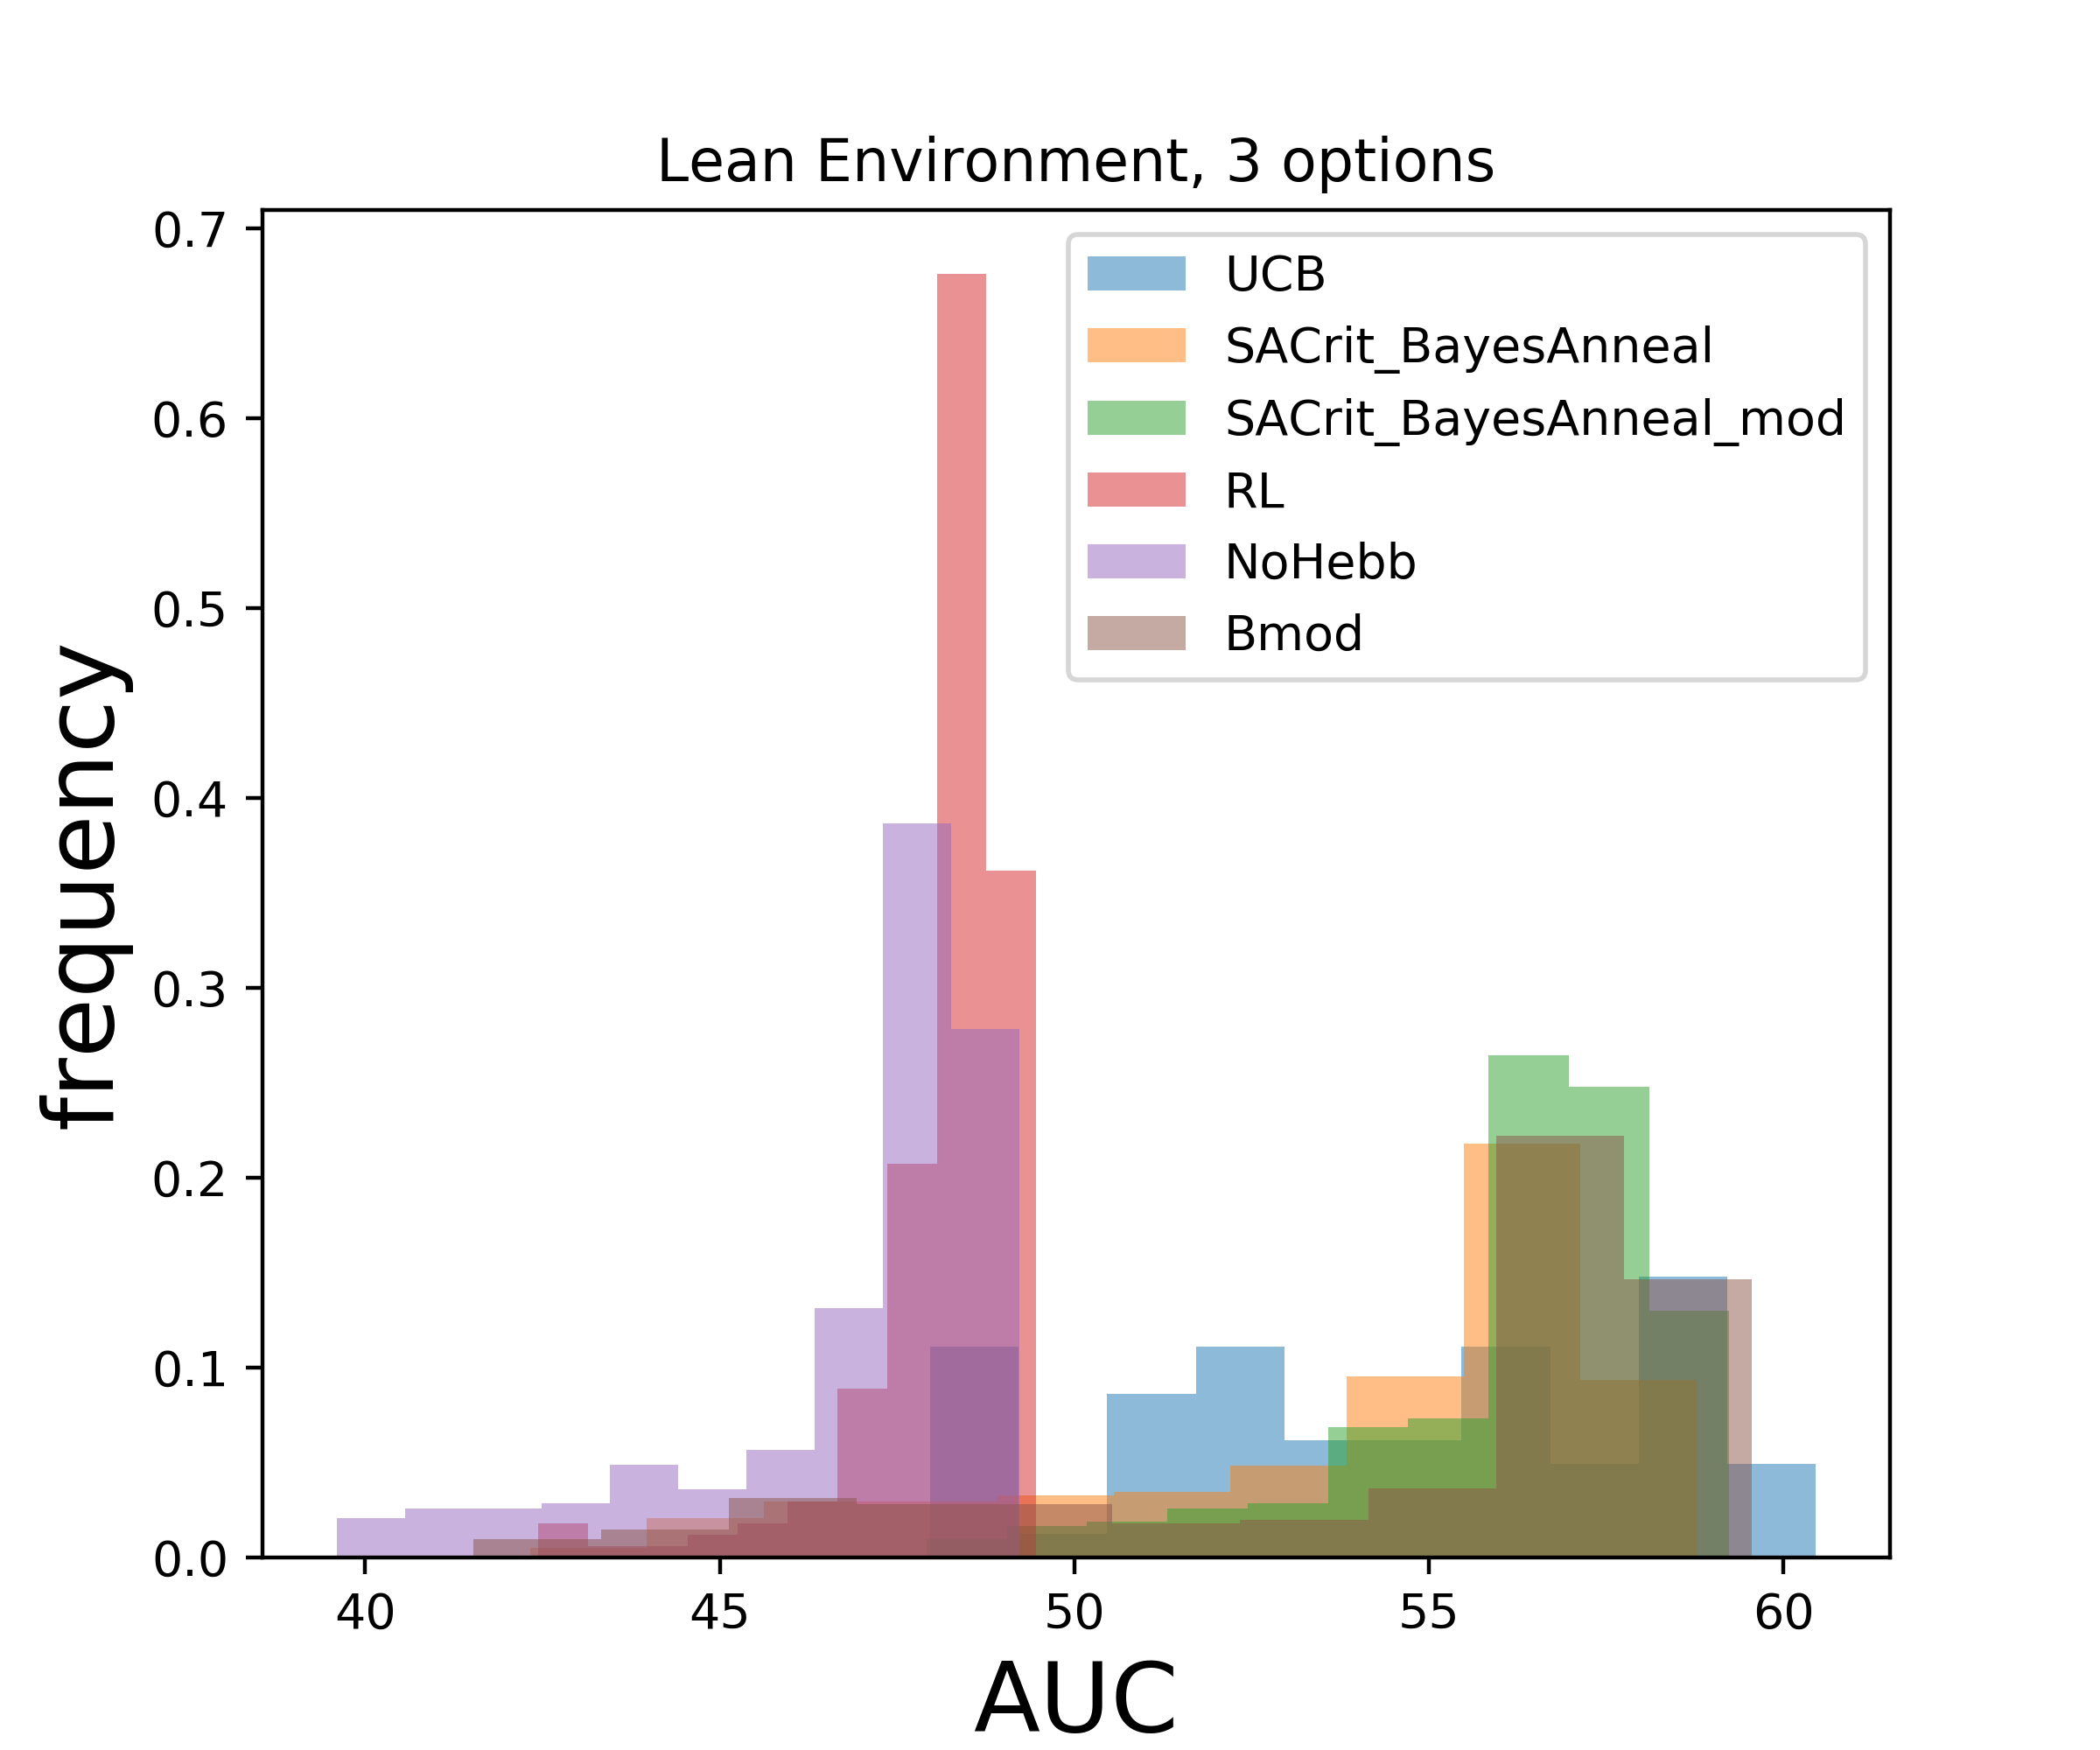 Lean Environment, 3 options
0.7
0.6
0.5
0.4
0.3
0.2
0.1
0.0
frequency
UCB
SACrit_BayesAnneal
SACrit_BayesAnneal_mod
RL
NoHebb
Bmod
40 45 50 55 60
AUC